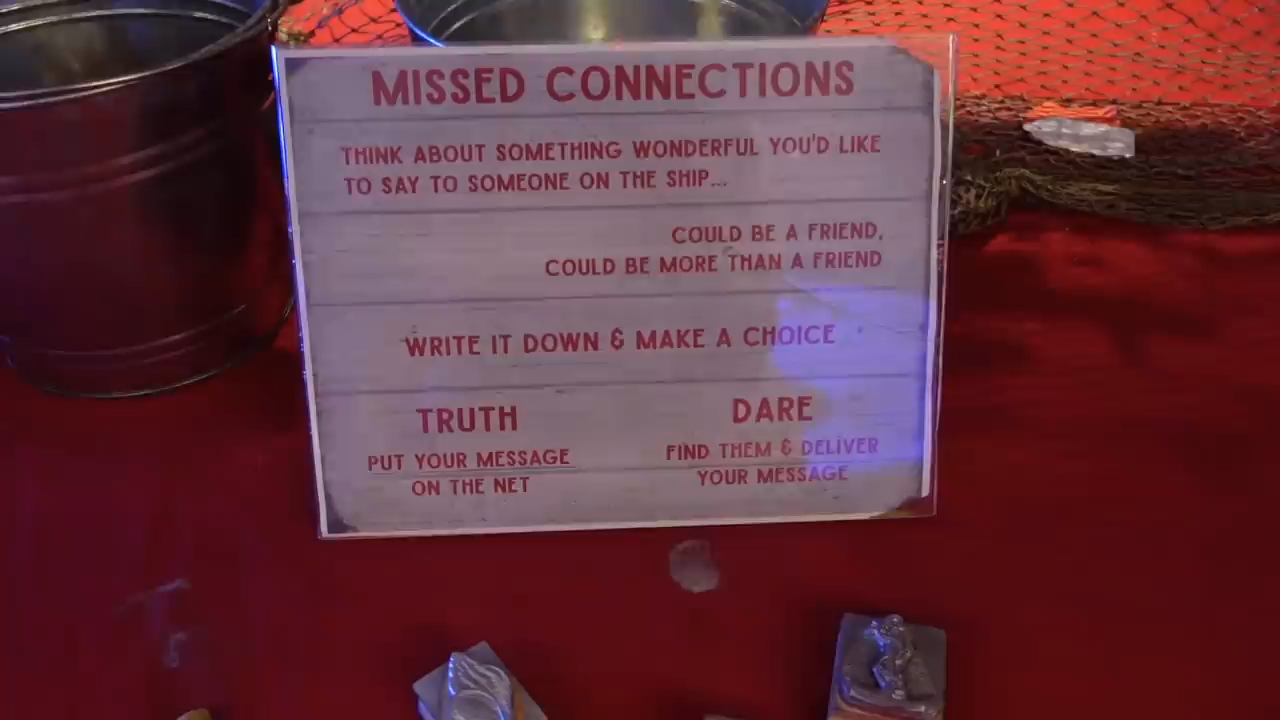 MISSED CONNECTIONS
THINK ABOUT SOMETHING WONDERFUL YOU'D LIKE
TO SAY TO SOMEONE ON THE SHIP...
COULD BE A FRIEND,
COULD BE MORE THAN A FRIEND
WRITE IT DOWN & MAKE A CHOICE
TRUTH
PUT YOUR MESSAGE
ON THE NET
DARE
FIND THEM & DELIVER
YOUR MESSAGE